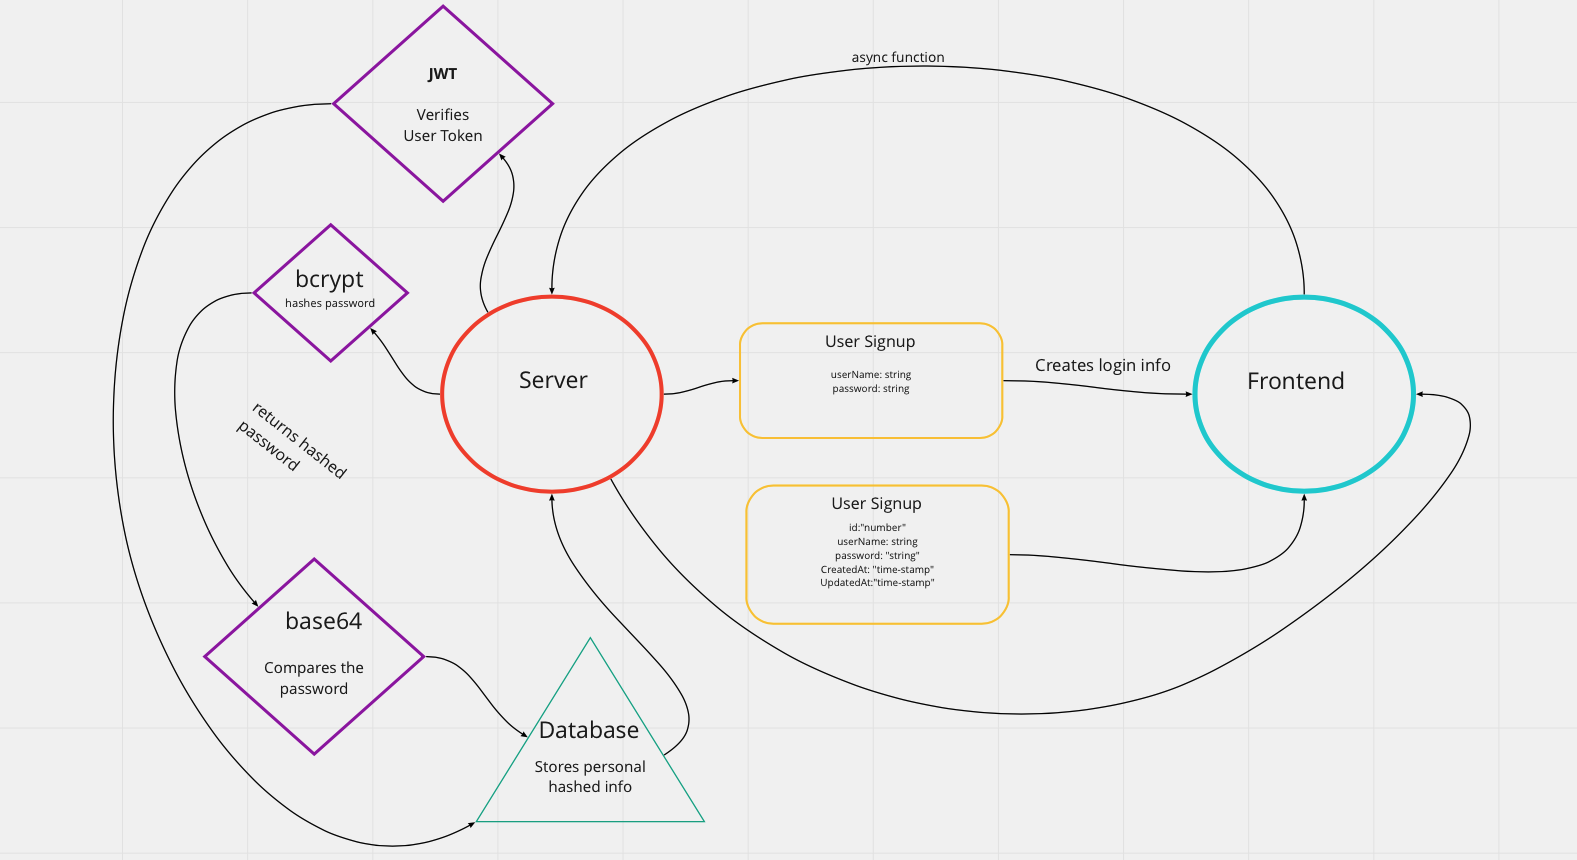 async function
JWT
Verifies
User Token
bcrypt
hashes password
returns hashed
password
Server
User Signup
userName: string
password: string
Creates login info
Frontend
User Signup
id:"number"
userName: string
password: "string"
CreatedAt: "time-stamp"
UpdatedAt:"time-stamp"
base64
Compares the
password
Database
Stores personal
hashed info